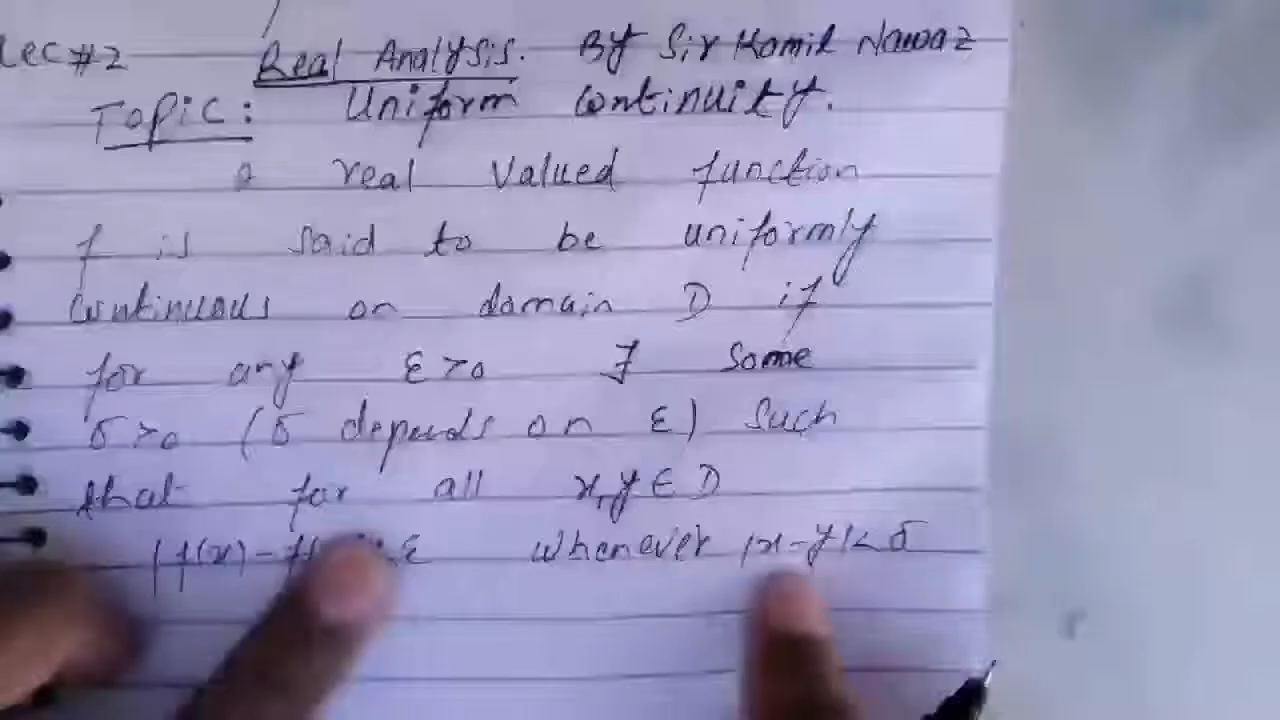 Lec #2 Real Analysis. By Sir Kamil Nawaz
Topic: Uniform Continuity.
a real valued function
f is said to be uniformly
continuous on domain D if
for any ε>0 ∃ some
δ>0 (δ depends on ε) such
that for all x,y ∈ D
|f(x)-f ε whenever |x-y|<δ